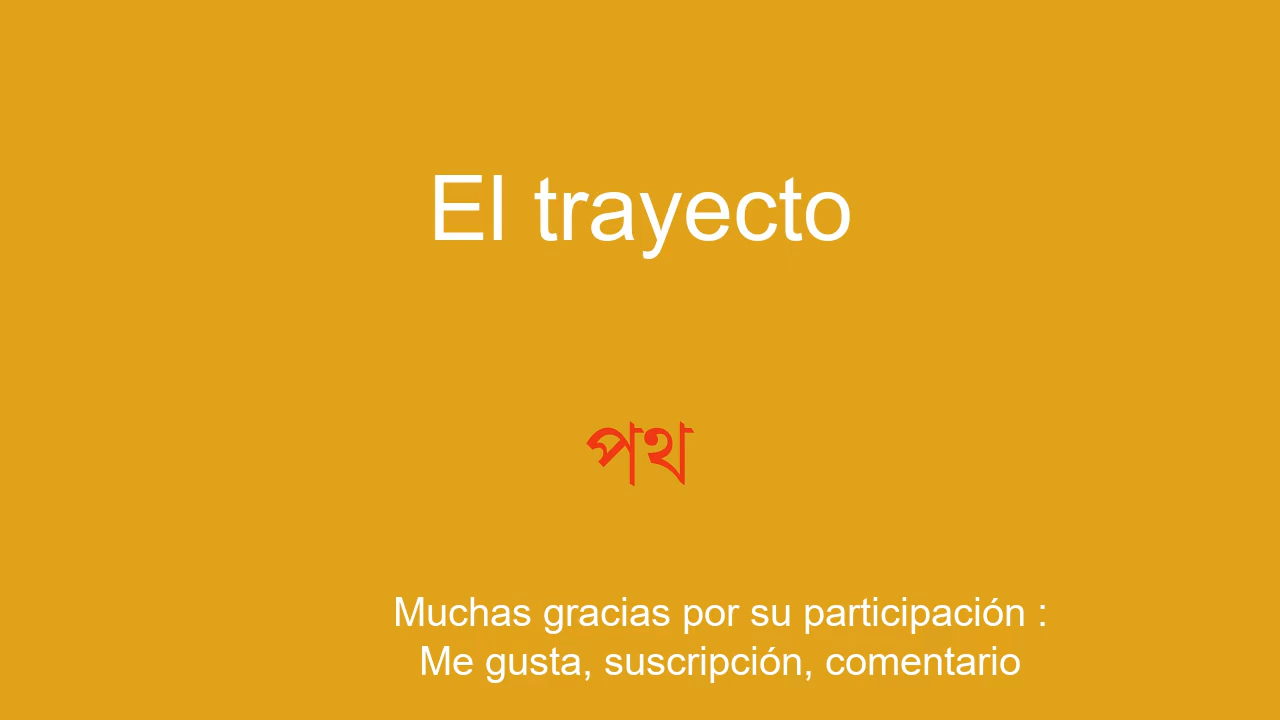 El trayecto
পথ
Muchas gracias por su participación :
Me gusta, suscripción, comentario